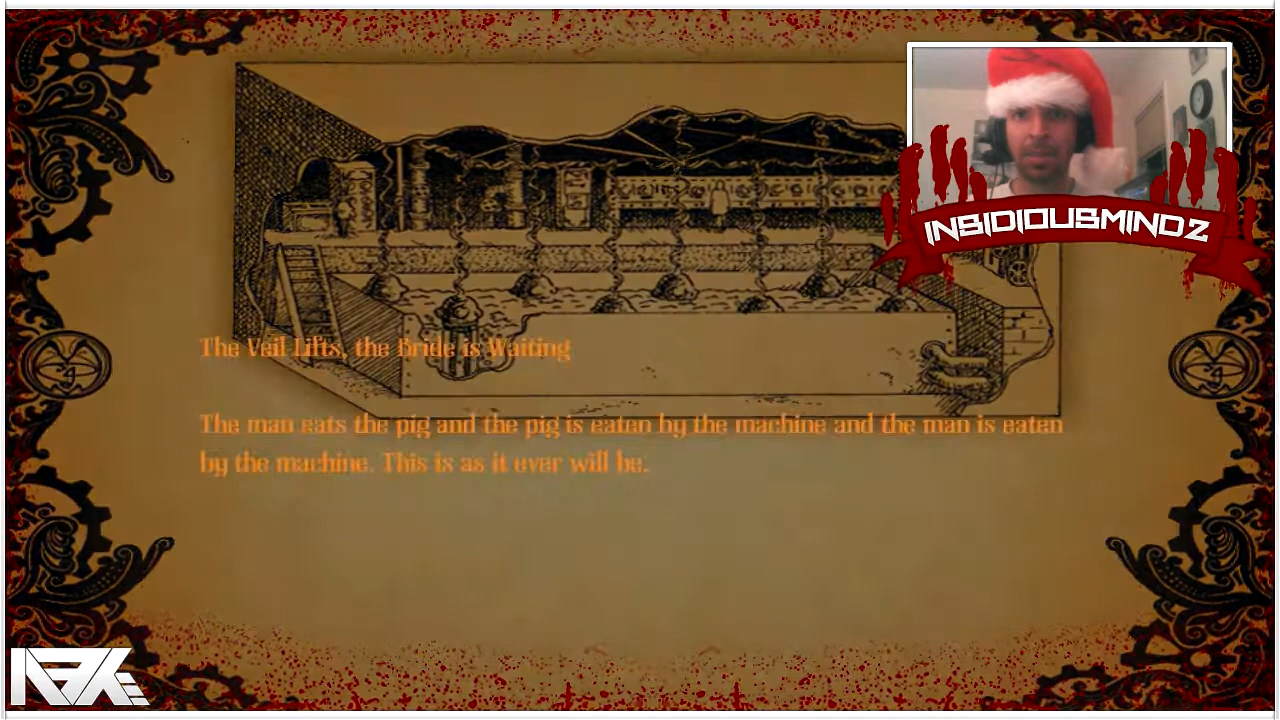 INSIDIOUSMINDZ
The Veil Lifts, the Bride is Waiting
The man eats the pig and the pig is eaten by the machine and the man is eaten
by the machine. This is as it ever will be.